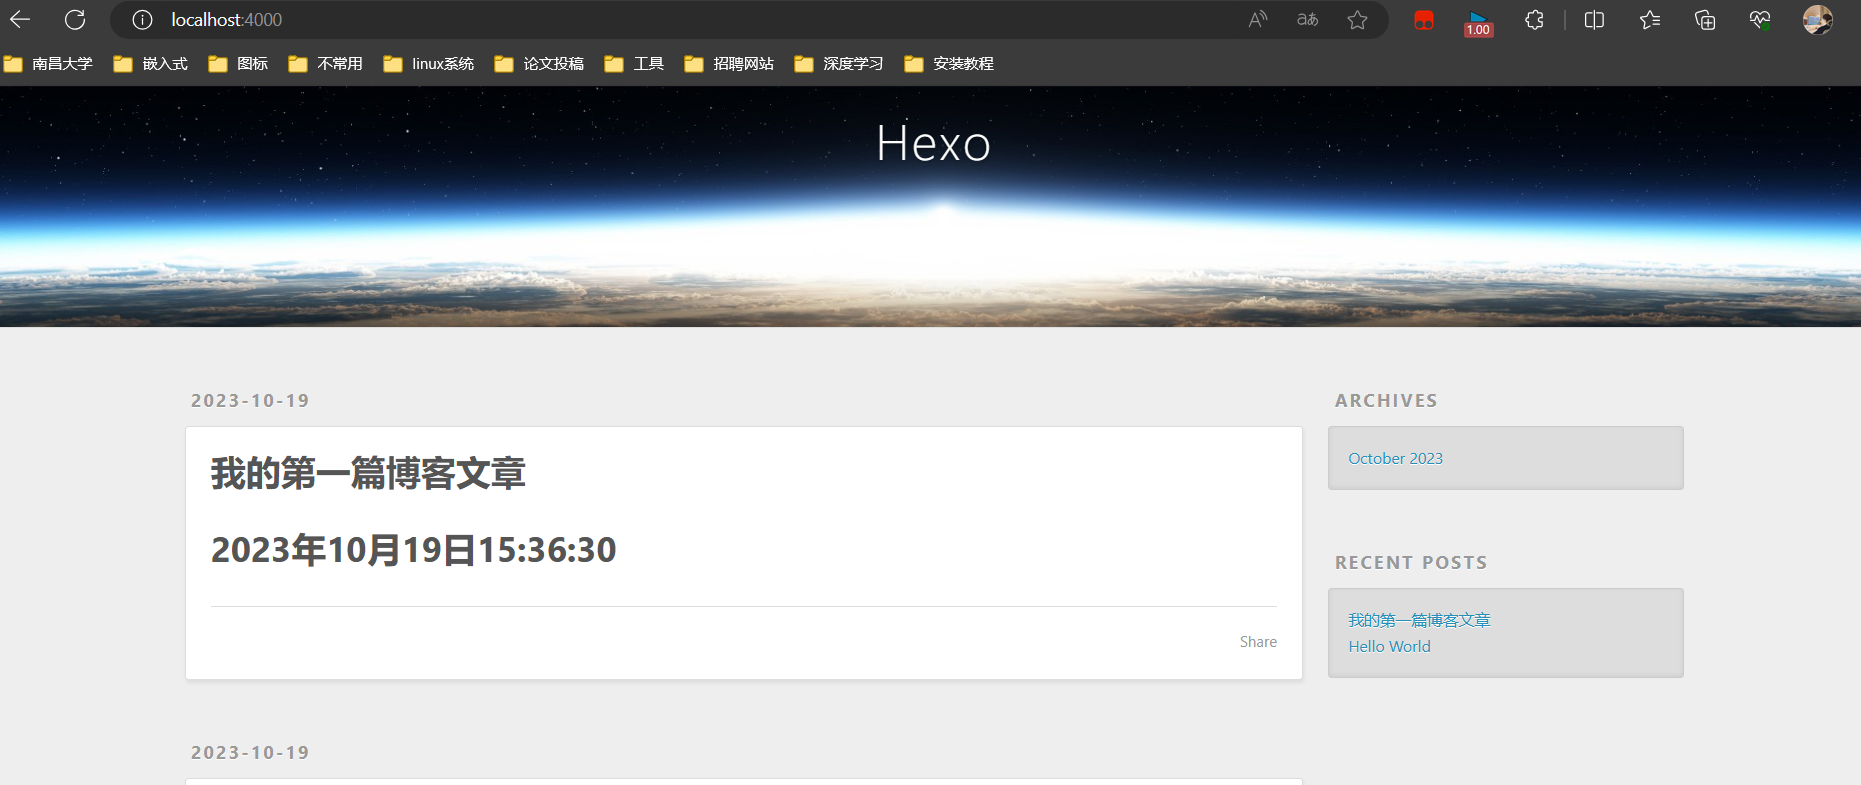 localhost:4000
1.00
南昌大学 嵌入式 图标 不常用 linux系统 论文投稿 工具 招聘网站 深度学习 安装教程
Hexo
2023-10-19
我的第一篇博客文章
2023年10月19日15:36:30
Share
2023-10-19
ARCHIVES
October 2023
RECENT POSTS
我的第一篇博客文章
Hello World